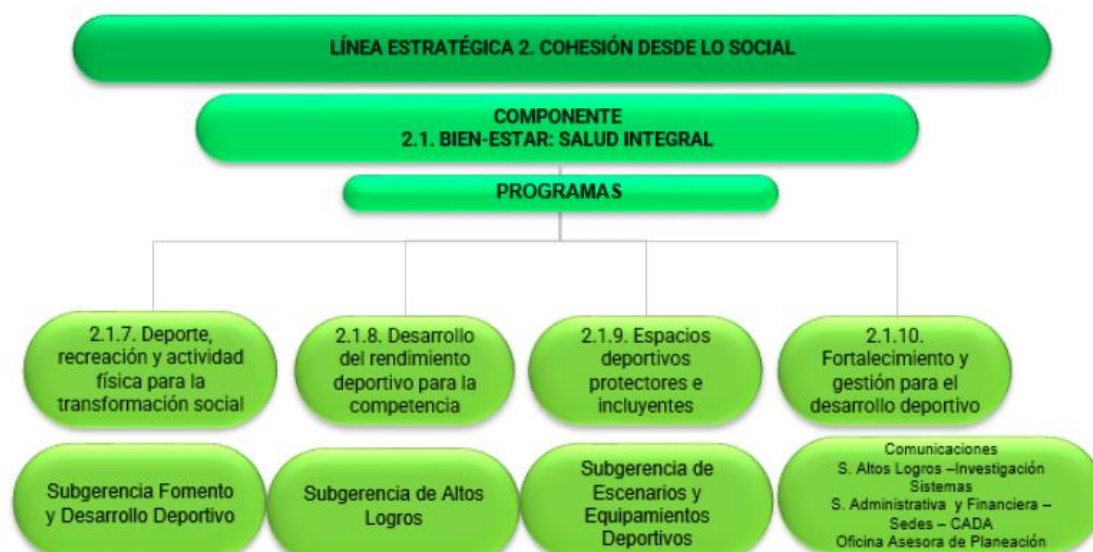 LÍNEA ESTRATÉGICA 2. COHESIÓN DESDE LO SOCIAL
COMPONENTE
2.1. BIEN-ESTAR: SALUD INTEGRAL
PROGRAMAS
2.1.7. Deporte,
recreación y actividad
física para la
transformación social
2.1.8. Desarrollo
del rendimiento
deportivo para la
competencia
2.1.9. Espacios
deportivos
protectores e
incluyentes
2.1.10.
Fortalecimiento y
gestión para el
desarrollo deportivo
Subgerencia Fomento
y Desarrollo Deportivo
Subgerencia de Altos
Logros
Subgerencia de
Escenarios y
Equipamientos
Deportivos
Comunicaciones
S. Altos Logros –Investigación
Sistemas
S. Administrativa y Financiera –
Sedes – CADA
Oficina Asesora de Planeación